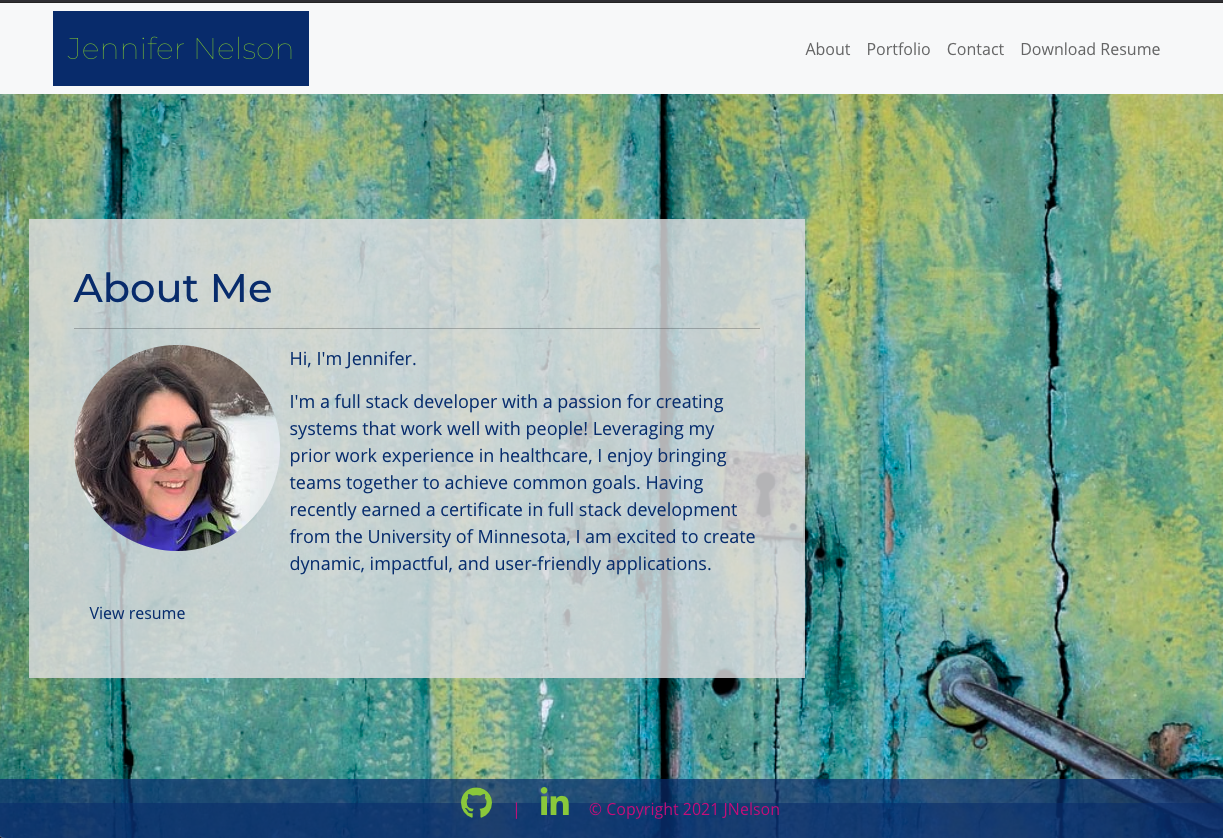 Jennifer Nelson
About Portfolio Contact Download Resume
About Me
Hi, I'm Jennifer.
I'm a full stack developer with a passion for creating
systems that work well with people! Leveraging my
prior work experience in healthcare, I enjoy bringing
teams together to achieve common goals. Having
recently earned a certificate in full stack development
from the University of Minnesota, I am excited to create
dynamic, impactful, and user-friendly applications.
View resume
| in © Copyright 2021 JNelson